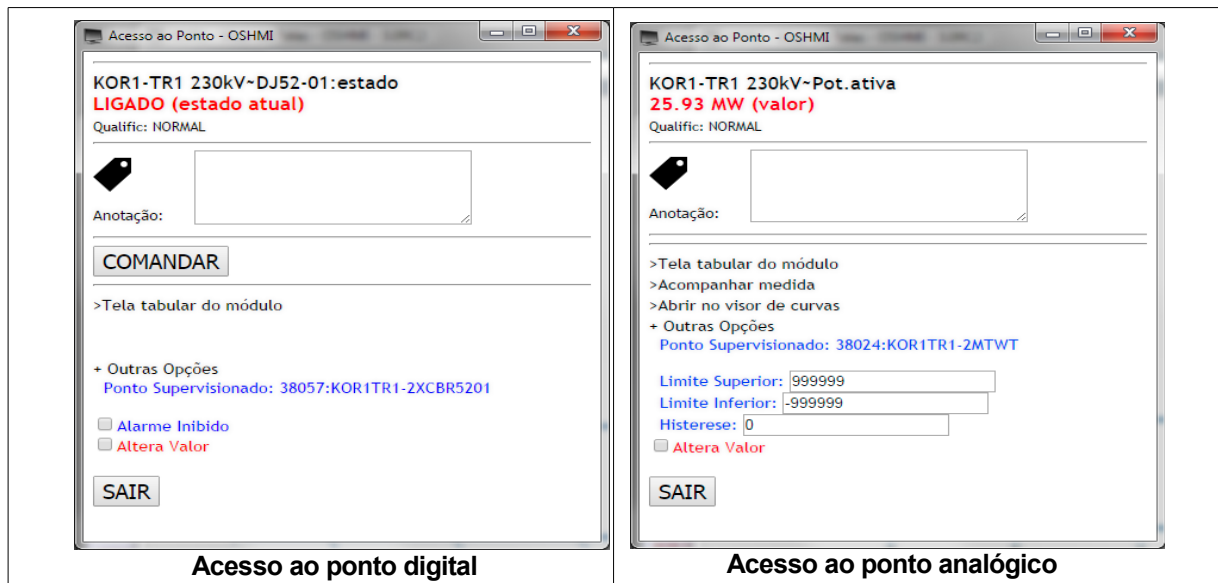 Acesso ao Ponto - OSHMI
KOR1-TR1 230kV~DJ52-01:estado
LIGADO (estado atual)
Qualific: NORMAL
Anotação:
COMANDAR
>Tela tabular do módulo
+ Outras Opções
Ponto Supervisionado: 38057:KOR1TR1-2XCBR5201
Alarme Inibido
Altera Valor
SAIR
Acesso ao ponto digital
Acesso ao Ponto - OSHMI
KOR1-TR1 230kV~Pot.ativa
25.93 MW (valor)
Qualific: NORMAL
Anotação:
>Tela tabular do módulo
>Acompanhar medida
>Abrir no visor de curvas
+ Outras Opções
Ponto Supervisionado: 38024:KOR1TR1-2MTWT
Limite Superior: 999999
Limite Inferior: -999999
Histerese: 0
Altera Valor
SAIR
Acesso ao ponto analógico